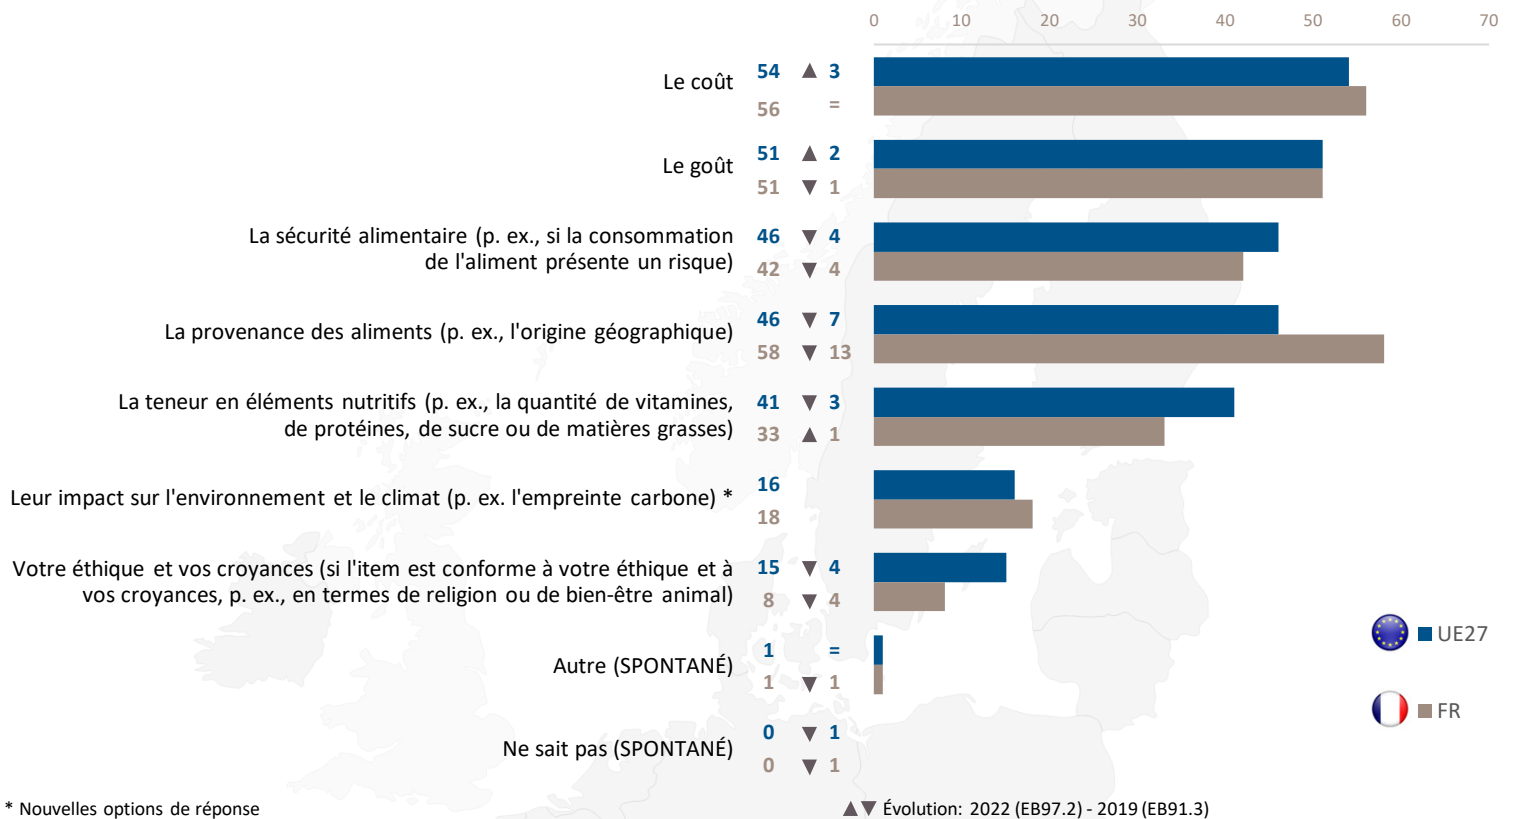 0 10 20 30 40 50 60 70
Le coût 54 ▲ 3
56 =
Le goût 51 ▲ 2
51 ▼ 1
La sécurité alimentaire (p. ex., si la consommation
de l'aliment présente un risque)
46 ▼ 4
42 ▼ 4
La provenance des aliments (p. ex., l'origine géographique) 46 ▼ 7
58 ▼ 13
La teneur en éléments nutritifs (p. ex., la quantité de vitamines,
de protéines, de sucre ou de matières grasses)
41 ▼ 3
33 ▲ 1
Leur impact sur l'environnement et le climat (p. ex. l'empreinte carbone) * 16
18
Votre éthique et vos croyances (si l'item est conforme à votre éthique et à
vos croyances, p. ex., en termes de religion ou de bien-être animal)
15 ▼ 4
8 ▼ 4
Autre (SPONTANÉ) 1 =
1 ▼ 1
Ne sait pas (SPONTANÉ) 0 ▼ 1
0 ▼ 1
UE27
FR
* Nouvelles options de réponse
▲▼ Évolution: 2022 (EB97.2) - 2019 (EB91.3)